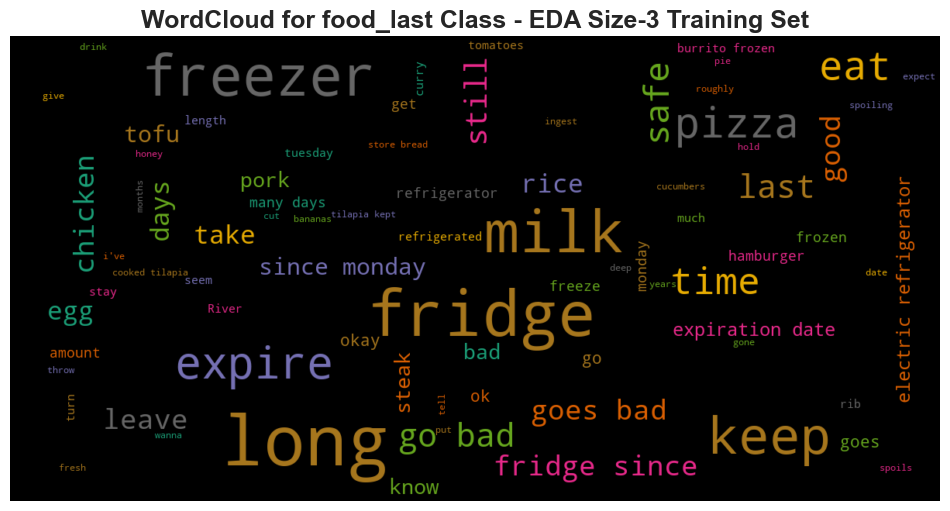 WordCloud for food_last Class - EDA Size-3 Training Set
drink
tomatoes
burrito frozen
freezer
still
safe
pie
eat
expect
curry
give
get
roughly
spoiling
length
tofu
ingest
pizza
good
store bread
hold
honey
tuesday
chicken
days
months
pork
refrigerator
rice
cucumbers
last
many days
cut
bananas
tilapia kept
much
take
refrigerated
milk
frozen
i've
since monday
monday
hamburger
electric refrigerator
cooked tilapia
seem
deep
date
stay
freeze
years
time
egg
River
fridge
expiration date
okay
gone
amount
bad
go
throw
expire
steak
ok
turn
tell
goes bad
rib
leave
wanna
long
put
go bad
keep
goes
fresh
fridge since
spoils
know